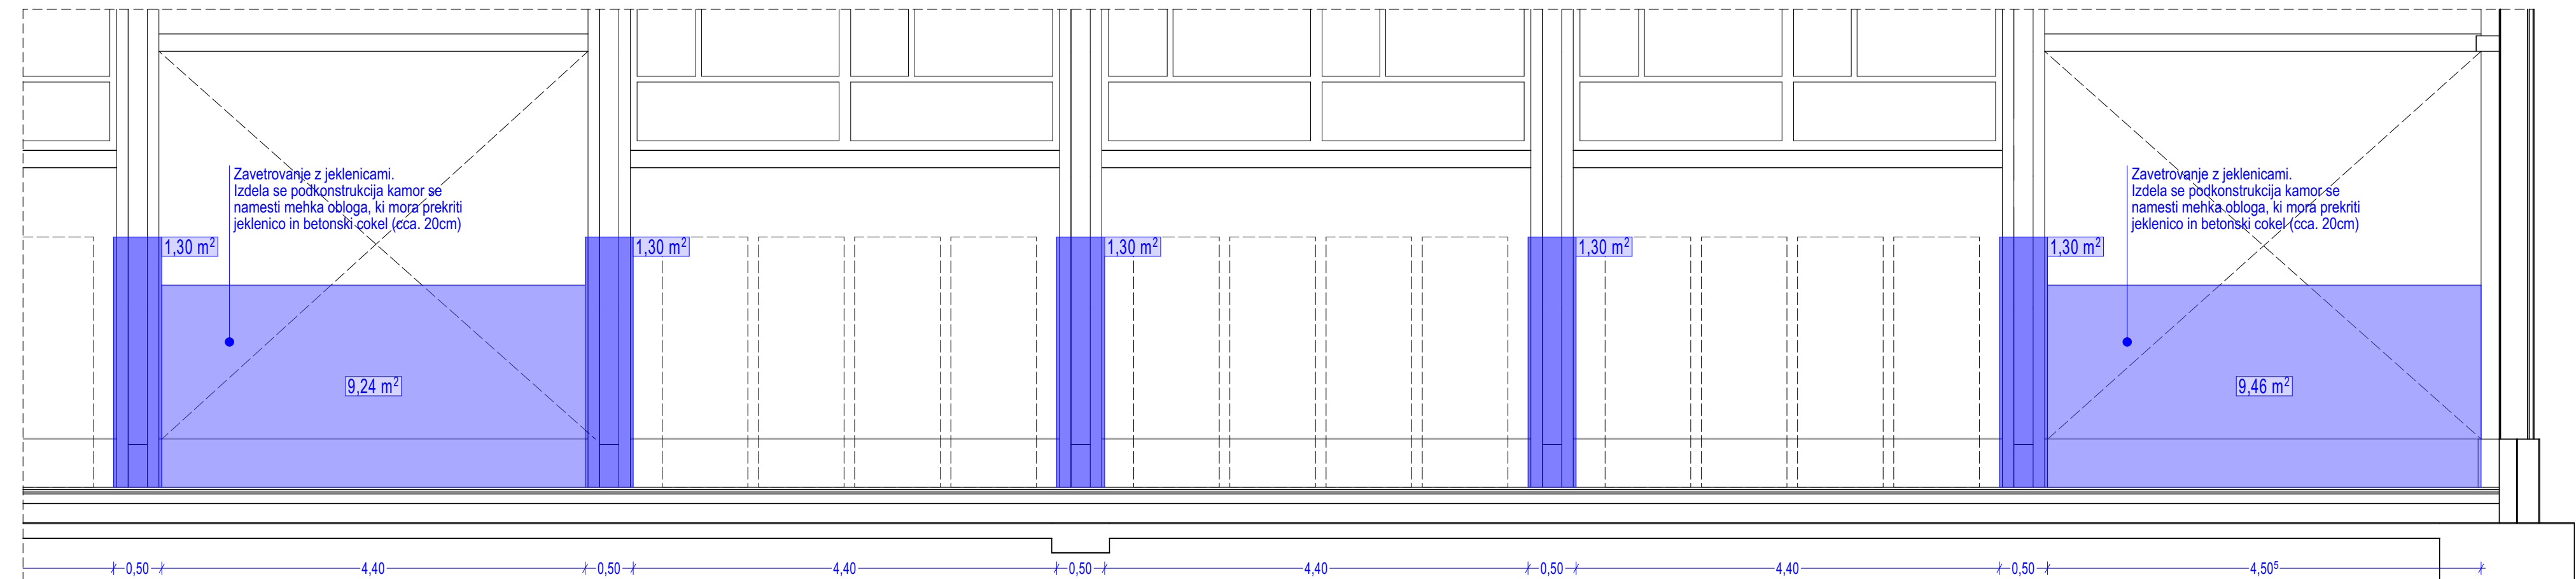 Zavetrovanje z jeklenicami.
Izdela se podkonstrukcija kamor se
namesti mehka obloga, ki mora prekriti
jeklenico in betonski cokel (cca. 20cm)
Zavetrovanje z jeklenicami.
Izdela se podkonstrukcija kamor se
namesti mehka obloga, ki mora prekriti
jeklenico in betonski cokel (cca. 20cm)
1,30 m²
1,30 m²
1,30 m²
1,30 m²
1,30 m²
9,24 m²
9,46 m²
0,50 4,40 0,50 4,40 0,50 4,40 0,50 4,40 0,50 4,50⁵